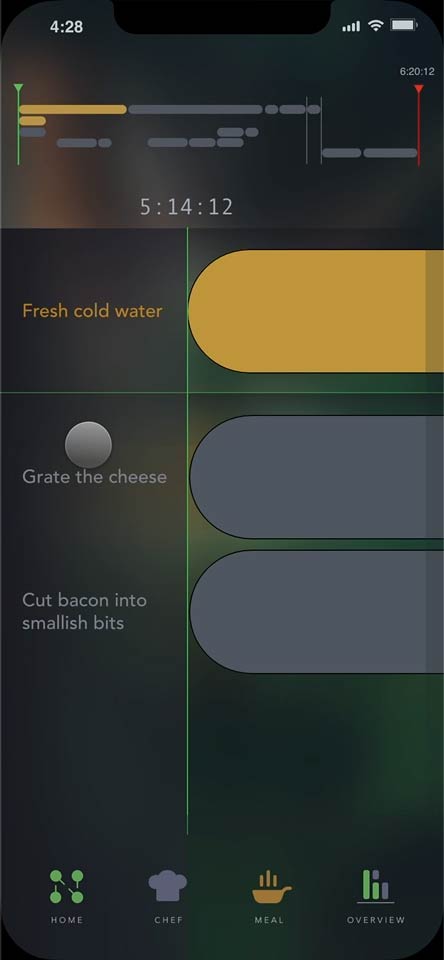 4:28
6:20:12
5:14:12
Fresh cold water
Grate the cheese
Cut bacon into
smallish bits
HOME
CHEF
MEAL
OVERVIEW